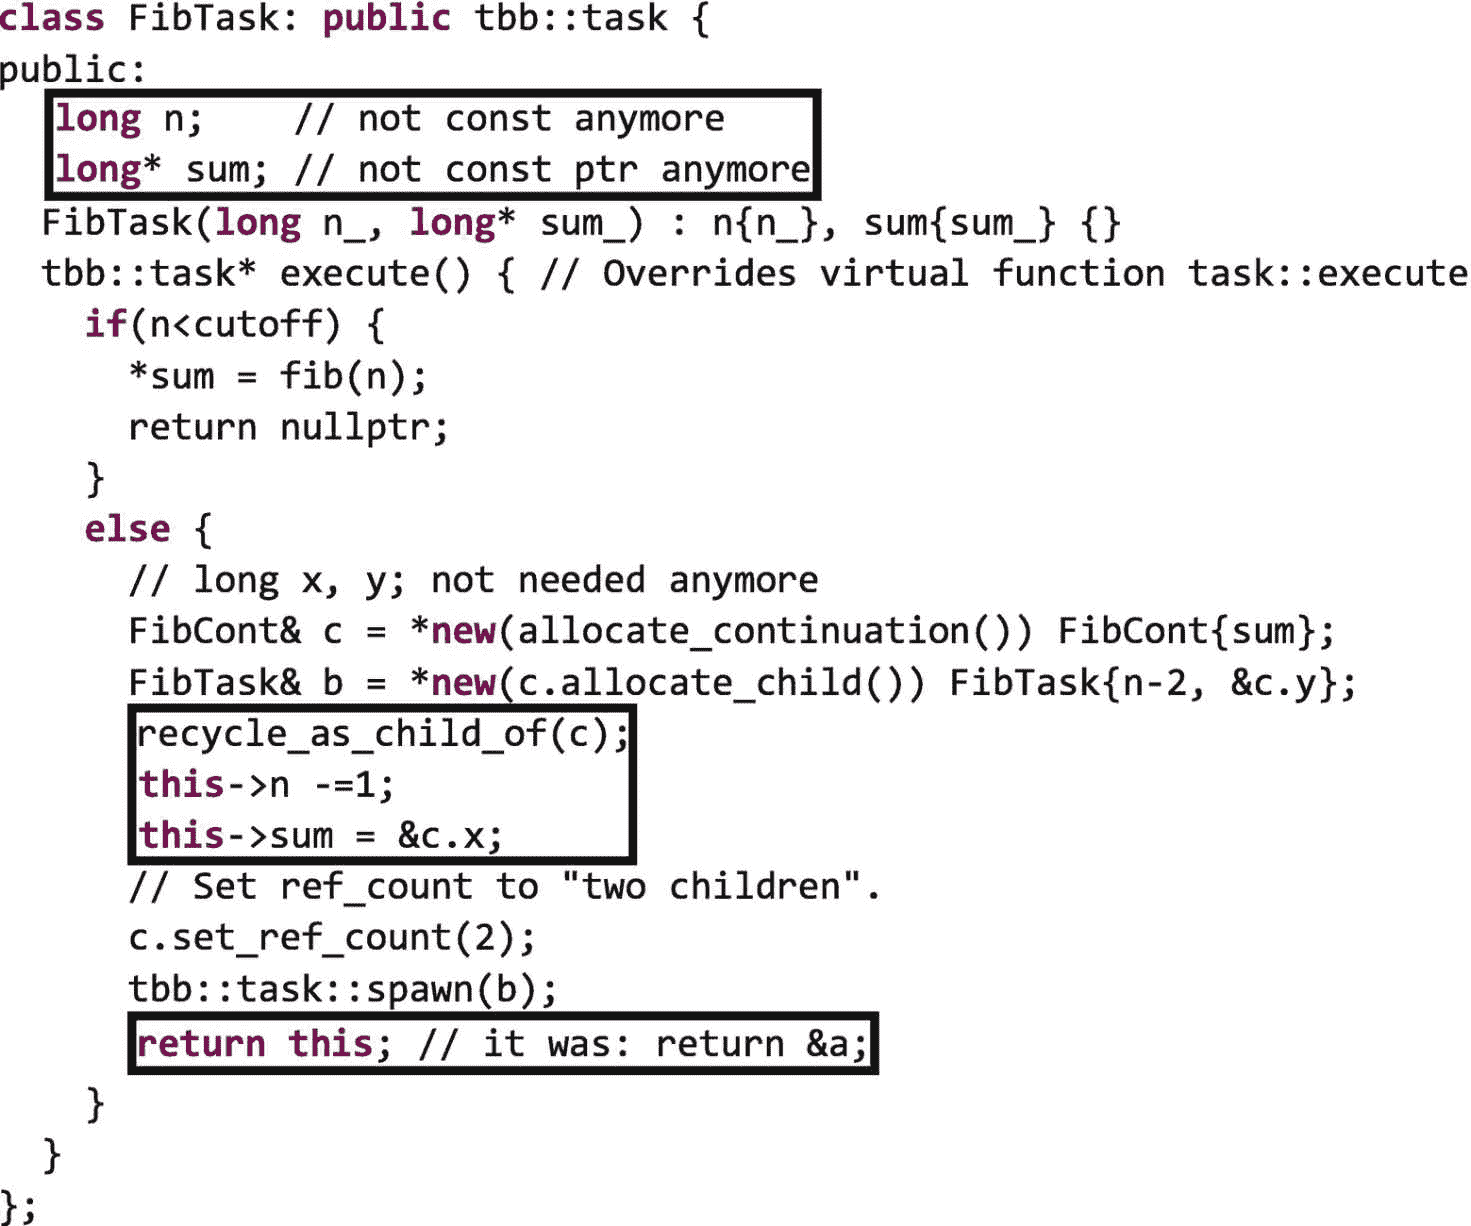 class FibTask: public tbb::task {
public:
long n;    // not const anymore
long* sum; // not const ptr anymore
FibTask(long n_, long* sum_) : n{n_}, sum{sum_} {}
tbb::task* execute() { // Overrides virtual function task::execute
if(n<cutoff) {
*sum = fib(n);
return nullptr;
}
else {
// long x, y; not needed anymore
FibCont& c = *new(allocate_continuation()) FibCont{sum};
FibTask& b = *new(c.allocate_child()) FibTask{n-2, &c.y};
recycle_as_child_of(c);
this->n -=1;
this->sum = &c.x;
// Set ref_count to "two children".
c.set_ref_count(2);
tbb::task::spawn(b);
return this; // it was: return &a;
}
}
};